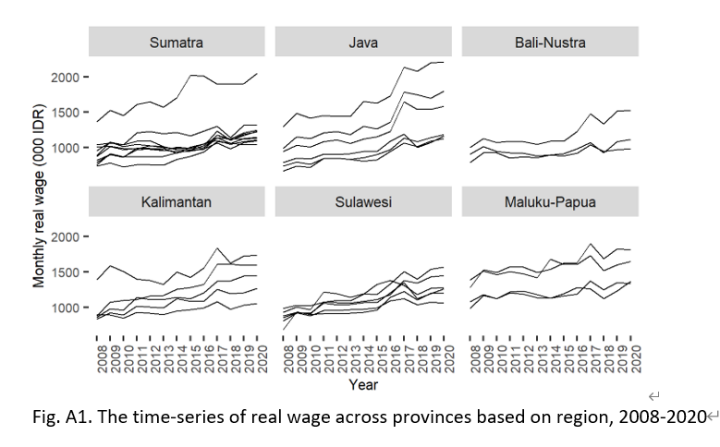 Sumatra Java Bali-Nustra
2000
1500
1000
Kalimantan Sulawesi Maluku-Papua
2000
1500
1000
Monthly real wage (000 IDR)
2008 2009 2010 2011 2012 2013 2014 2015 2016 2017 2018 2019 2020 2008 2009 2010 2011 2012 2013 2014 2015 2016 2017 2018 2019 2020 2008 2009 2010 2011 2012 2013 2014 2015 2016 2017 2018 2019 2020
Year
Fig. A1. The time-series of real wage across provinces based on region, 2008-2020